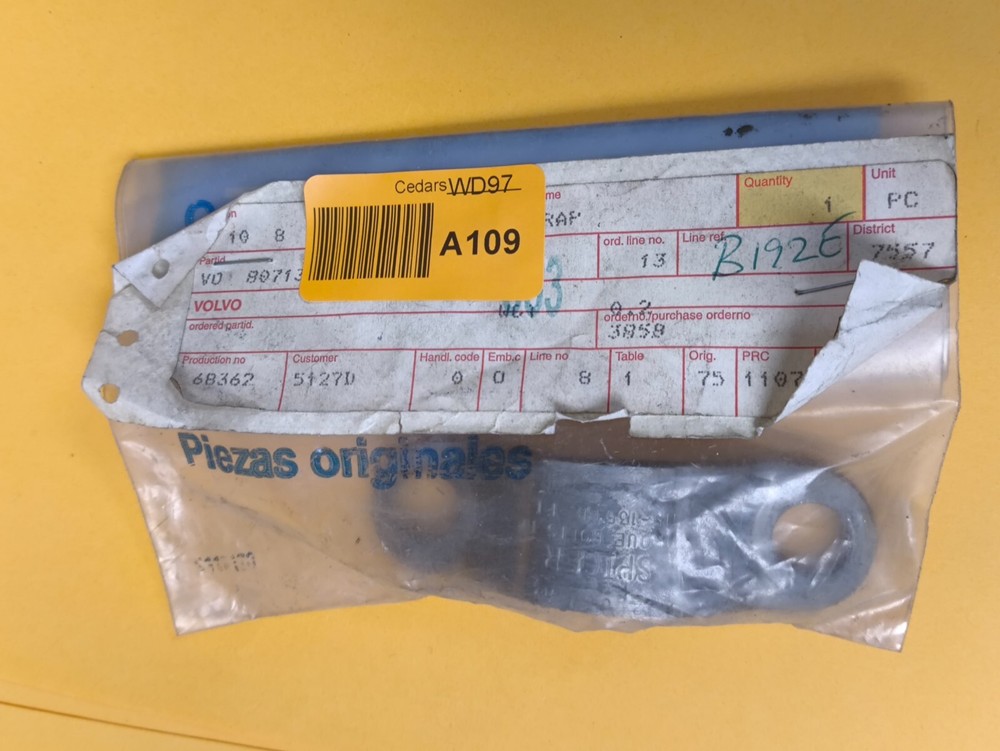 Cedars WD97
A109
me
Quantity
1
Unit
PC
10 8
ord. line no.
13
Line ref.
B192E
District
7557
Partid
VO 80713
VOLVO
ordered partid.
orderno./purchase orderno
3858
Production no
68362
Customer
5127D
Handl. code
0
Emb.c
0
Line no
8
Table
1
Orig.
75
PRC
1107
Piezas originales
SPICER